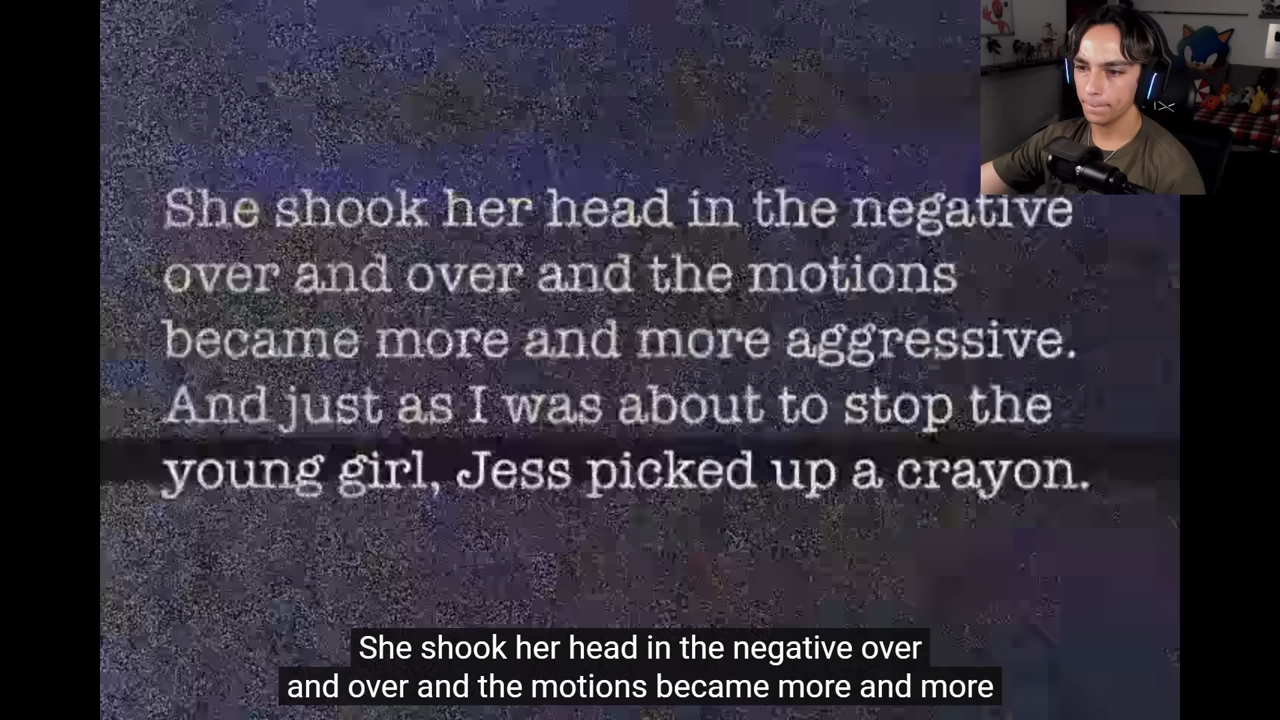 She shook her head in the negative
over and over and the motions
became more and more aggressive.
And just as I was about to stop the
young girl, Jess picked up a crayon.
She shook her head in the negative over
and over and the motions became more and more